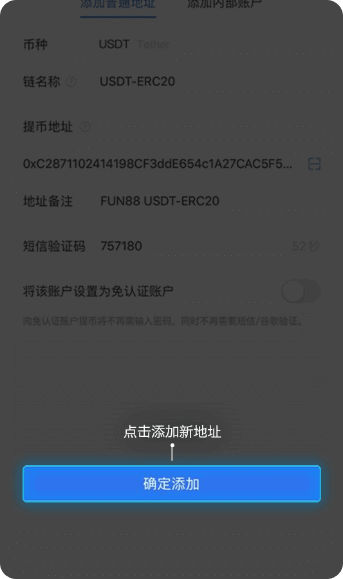 添加普通地址 添加内部账户
币种 USDT Tether
链名称 USDT-ERC20
提币地址
0xC2871102414198CF3ddE654c1A27CAC5F5...
地址备注 FUN88 USDT-ERC20
短信验证码 757180 52 秒
将该账户设置为免认证账户
向免认证账户提币将不再需输入密码，同时不再需要短信/谷歌验证。
点击添加新地址
确定添加